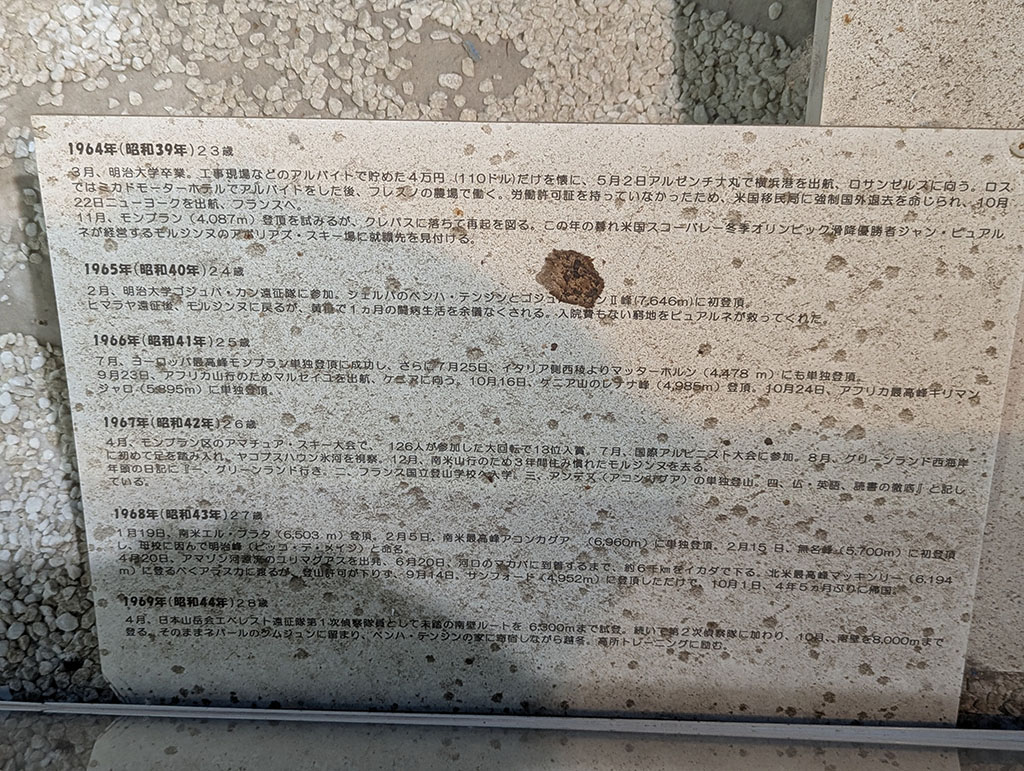 1964年(昭和39年)23歳
3月、明治大学卒業。工事現場などのアルバイトで貯めた4万円(110ドル)だけを懐に、5月2日アルゼンチナ丸で横浜港を出航、ロサンゼルスに向う。ロス
ではミカドモーターホテルでアルバイトをした後、フレズノの農場で働く。労働許可証を持っていなかったため、米国移民局に強制国外退去を命じられ、10月
22日ニューヨークを出航、フランスへ。
11月、モンブラン(4,087m)登頂を試みるが、クレバスに落ちて再起を図る。この年の暮れ米国スコーバレー冬季オリンピック滑降優勝者ジャン・ピュアル
ネが経営するモルジンヌのアボリアズ・スキー場に就職先を見付ける。
1965年(昭和40年)24歳
2月、明治大学ゴジュバ・カン遠征隊に参加。シェルパのペンバ・テンジンとゴジュ ンⅡ峰(7,646m)に初登頂。
ヒマラヤ遠征後、モルジンヌに戻るが、黄疸で1ヵ月の闘病生活を余儀なくされる。入院費もない窮地をピュアルネが救ってくれた。
1966年(昭和41年)25歳
7月、ヨーロッパ最高峰モンブラン単独登頂に成功し、さらに7月25日、イタリア側西稜よりマッターホルン(4,478 m)にも単独登頂。
9月23日、アフリカ山行のためマルセイユを出航、ケニアに向う。10月16日、ケニア山のレナナ峰(4,985m)登頂。10月24日、アフリカ最高峰キリマン
ジャロ(5,895m)に単独登頂。
1967年(昭和42年)26歳
4月、モンブラン区のアマチュア・スキー大会で、126人が参加した大回転で13位入賞。7月、国際アルピニスト大会に参加。8月、グリーンランド西海岸
に初めて足を踏み入れ、ヤコブスハウン氷河を視察。12月、南米山行のため3年間住み慣れたモルジンヌを去る。
年頭の日記に『一、グリーンランド行き、二、フランス国立登山学校へ入学、三、アンデス(アコンカグア)の単独登山、四、仏・英語、読書の徹底』と記し
ている。
1968年(昭和43年)27歳
1月19日、南米エル・プラタ(6,503 m)登頂。2月5日、南米最高峰アコンカグア (6,960m)に単独登頂。2月15 日、無名峰(5,700m)に初登頂
し、母校に因んで明治峰(ピッコ・デ・メイジ)と命名。
4月20日、アマゾン河源流のユリマグアスを出発、6月20日、河口のマカパに到着するまで、約6千kmをイカダで下る。北米最高峰マッキンリー(6,194
m)に登るべくアラスカに渡るが、登山許可が下りず、9月14日、サンフォード(4,952m)に登頂しただけで、10月1日、4年5ヵ月ぶりに帰国。
1969年(昭和44年)28歳
4月、日本山岳会エベレスト遠征隊第1次偵察隊員として未踏の南壁ルートを 6,300mまで試登。続いて第2次偵察隊に加わり、10月、南壁を8,000mまで
登る。そのままネパールのクムジュンに留まり、ペンバ・テンジンの家に寄宿しながら越冬、高所トレーニングに励む。